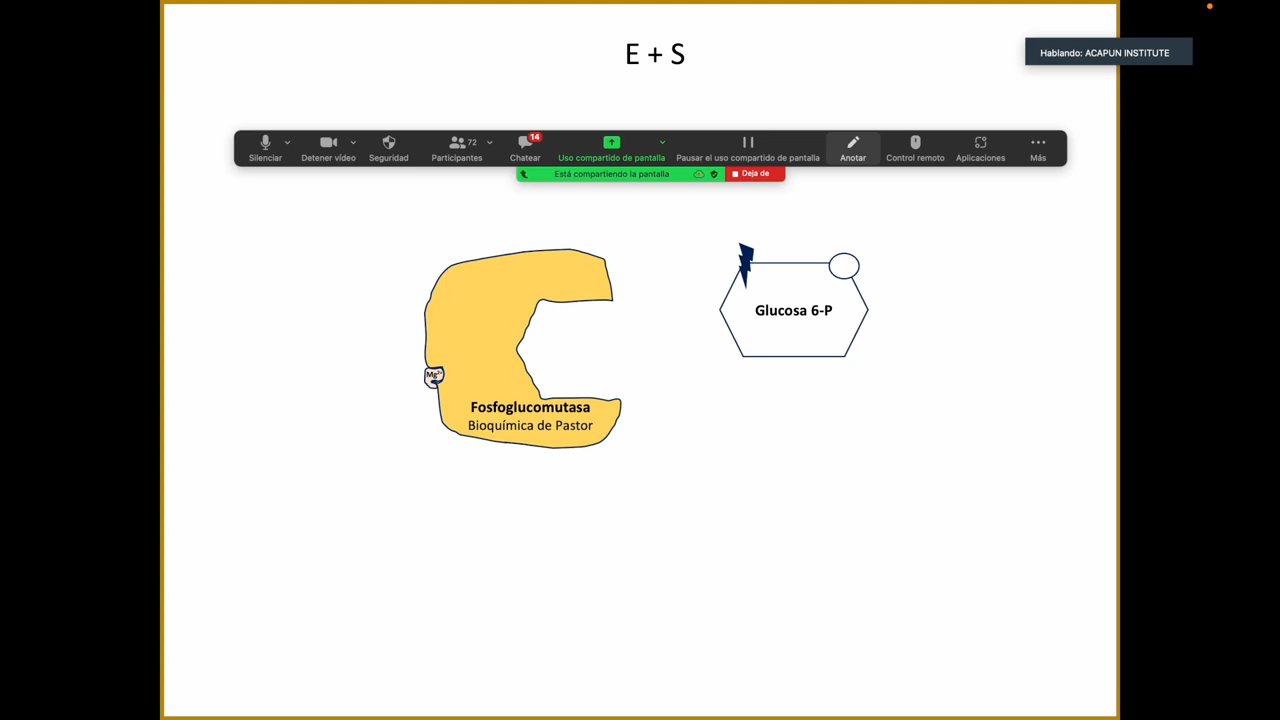 E + S
Hablando: ACAPUN INSTITUTE
14
72
Silenciar
Detener vídeo
Seguridad
Participantes
Chatear
Uso compartido de pantalla
Pausar el uso compartido de pantalla
Anotar
Control remoto
Aplicaciones
Más
Está compartiendo la pantalla
Deja de
Glucosa 6-P
Mg²⁺
Fosfoglucomutasa
Bioquímica de Pastor